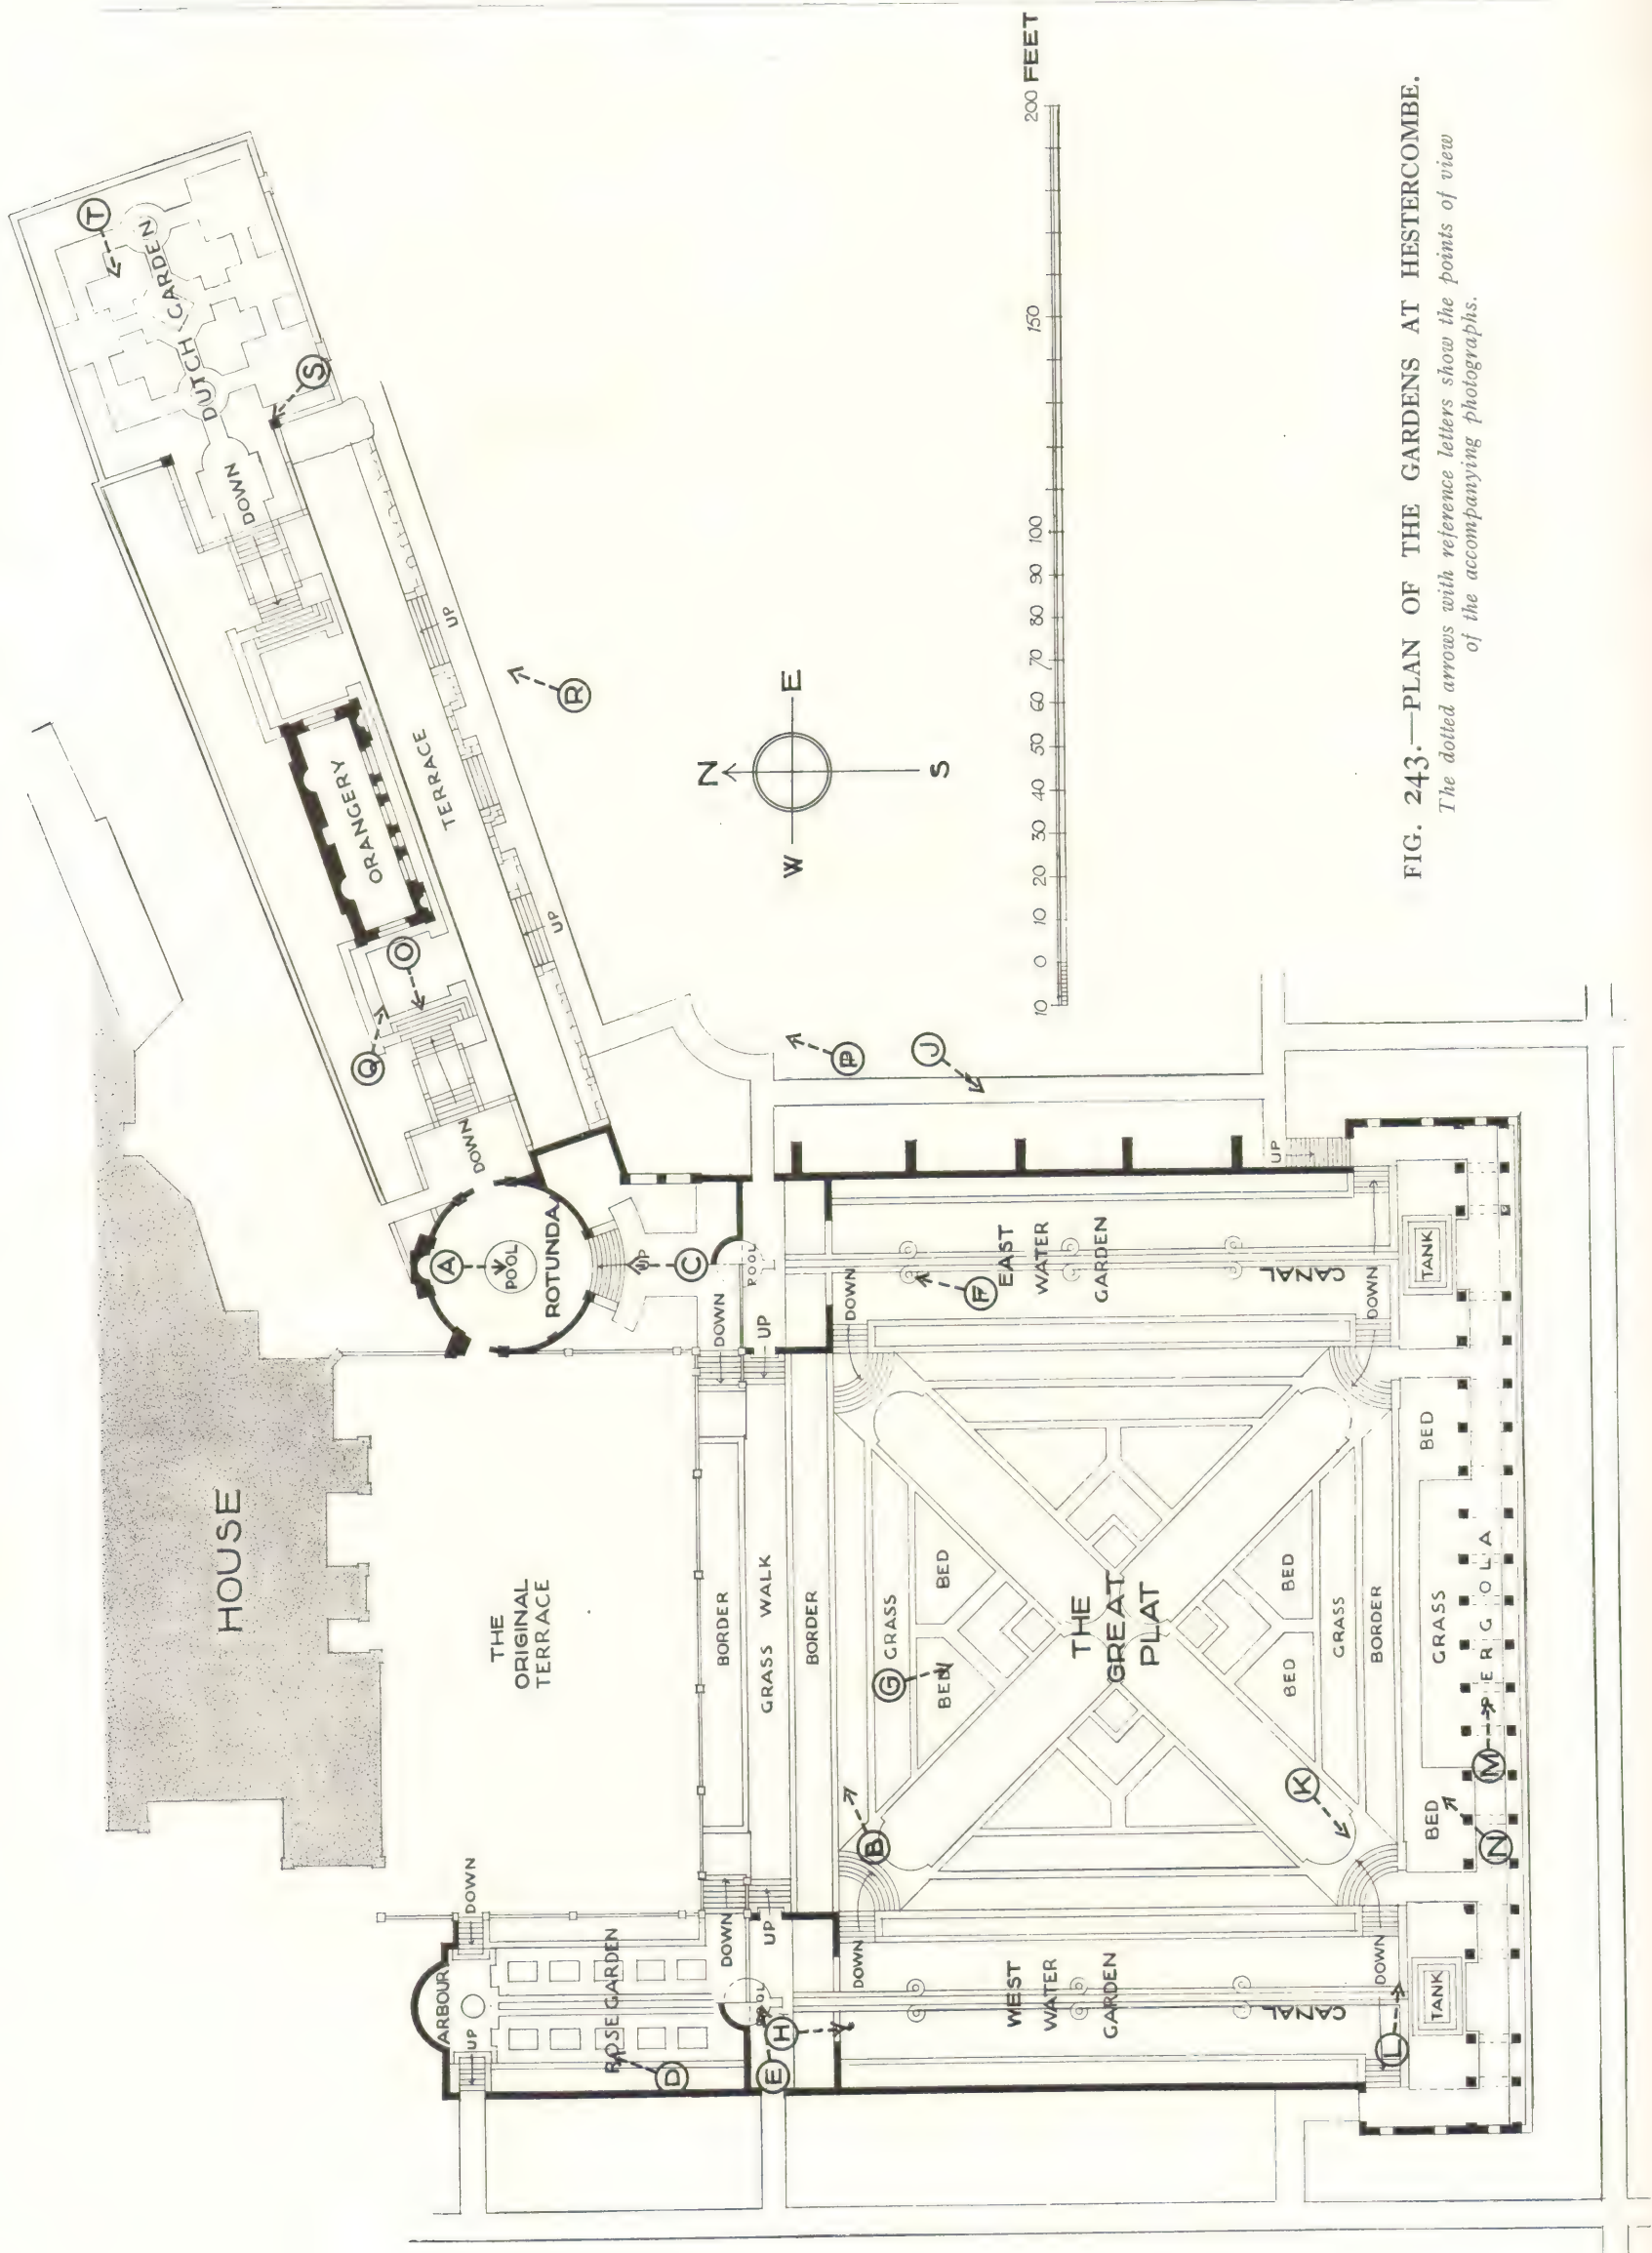 HOUSE
THE
ORIGINAL
TERRACE
DUTCH GARDEN
T
S
DOWN
ORANGERY
TERRACE
UP
UP
R
O
Q
DOWN
A
POOL
ROTUNDA
UP
C
DOWN
POOL
UP
P
J
N
W
E
S
BORDER
GRASS WALK
BORDER
DOWN
ARBOUR
UP
ROSE GARDEN
D
DOWN
UP
POOL
H
E
DOWN
WEST
WATER
GARDEN
CANAL
DOWN
TANK
L
B
G
GRASS
BED
BED
THE
GREAT
PLAT
BED
BED
GRASS
BORDER
K
DOWN
EAST
WATER
GARDEN
F
CANAL
DOWN
UP
TANK
BED
GRASS
BED
PERGOLA
M
N
10 0 10 20 30 40 50 60 70 80 90 100 150 200 FEET
FIG. 243.—PLAN OF THE GARDENS AT HESTERCOMBE.
The dotted arrows with reference letters show the points of view
of the accompanying photographs.